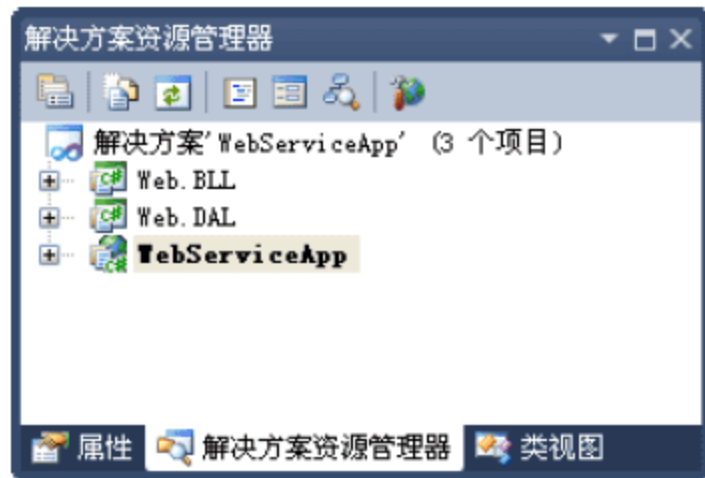 解决方案资源管理器
解决方案'WebServiceApp' (3 个项目)
Web.BLL
Web.DAL
WebServiceApp
属性 解决方案资源管理器 类视图